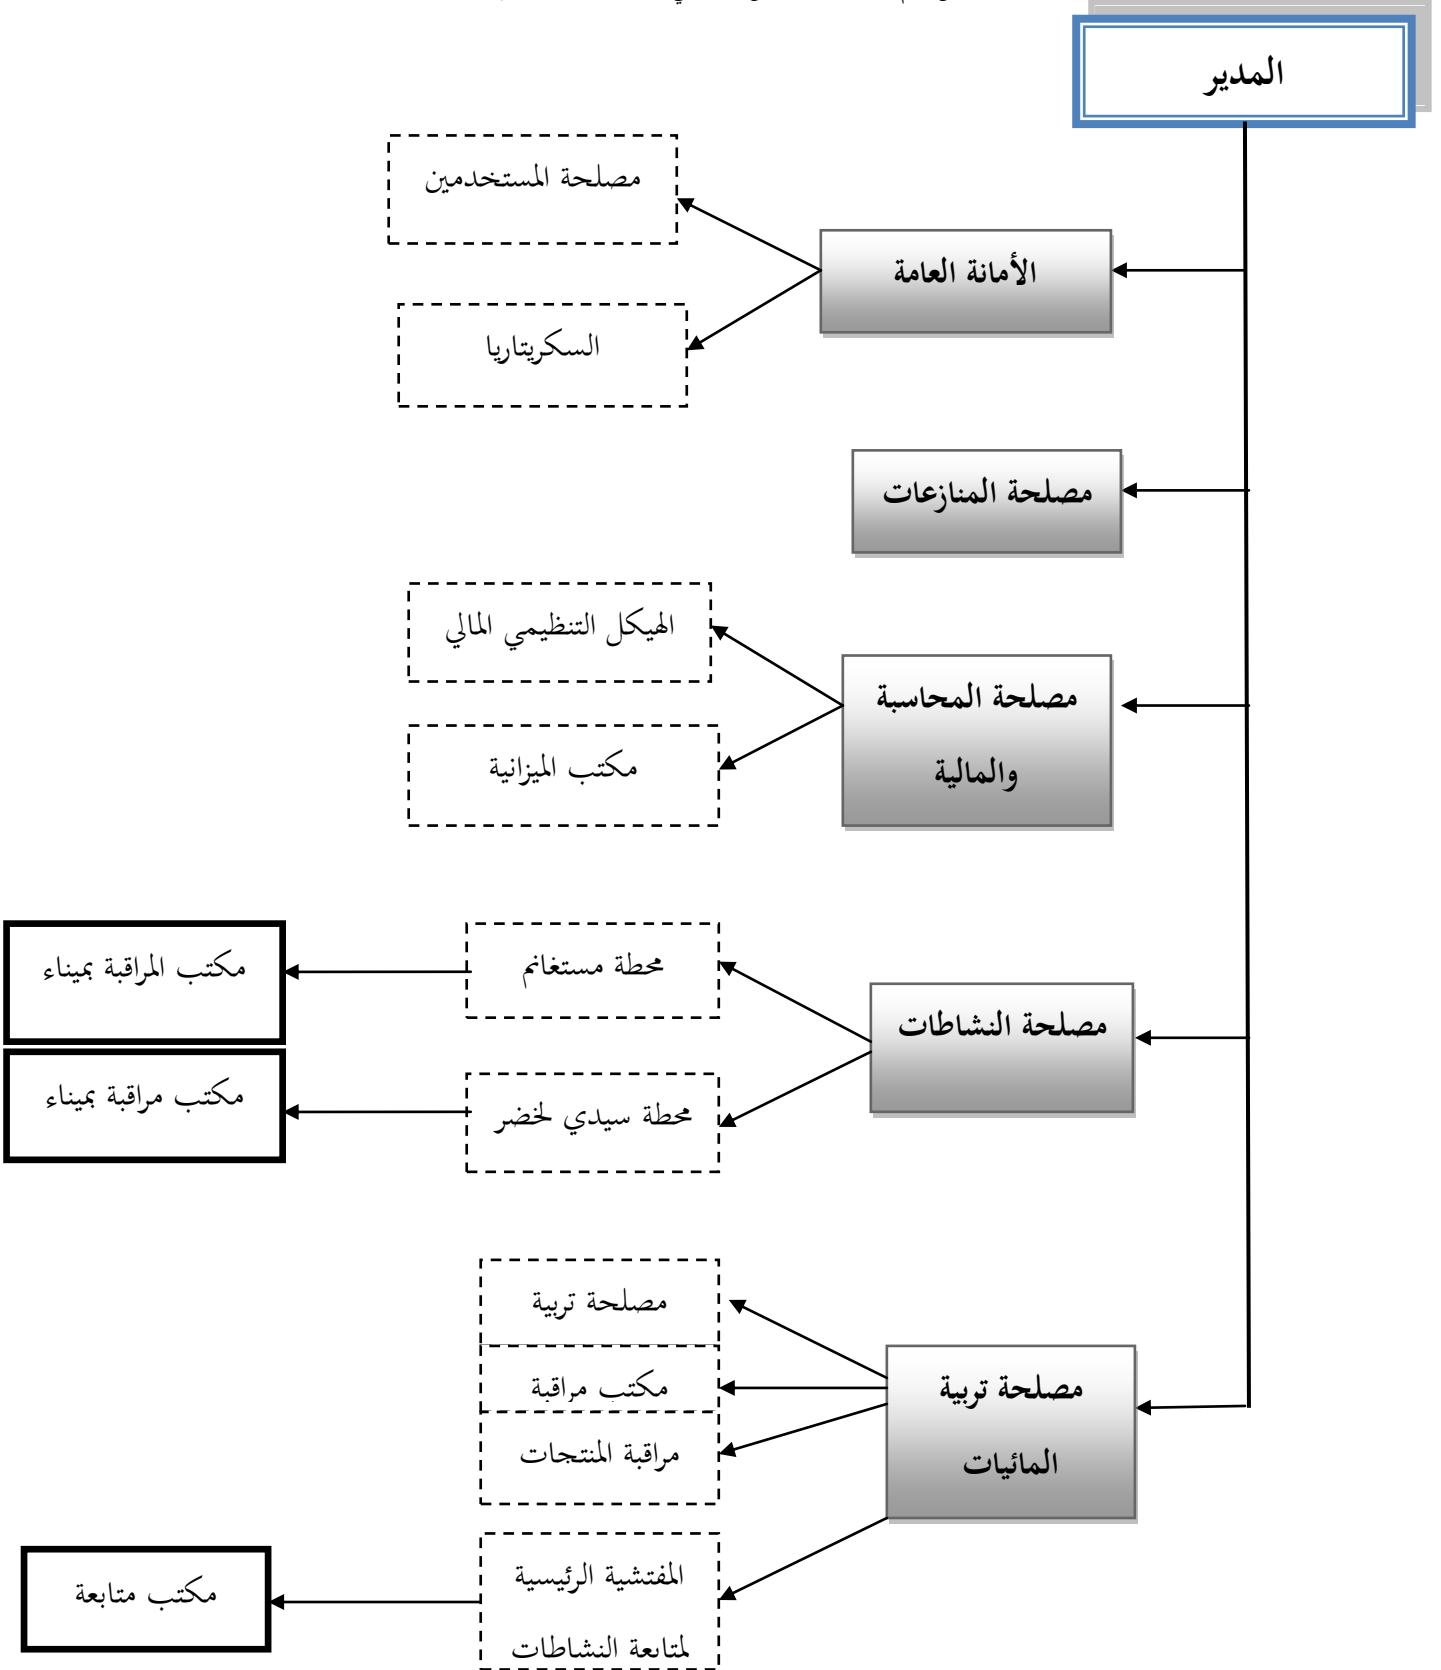 المدير
مصلحة المستخدمين
الأمانة العامة
السكريتاريا
مصلحة المنازعات
الهيكل التنظيمي المالي
مصلحة المحاسبة
والمالية
مكتب الميزانية
محطة مستغانم
مكتب المراقبة بميناء
مصلحة النشاطات
محطة سيدي لخضر
مكتب مراقبة بميناء
مصلحة تربية
مكتب مراقبة
مراقبة المنتجات
مصلحة تربية
المائيات
المفتشية الرئيسية
لمتابعة النشاطات
مكتب متابعة